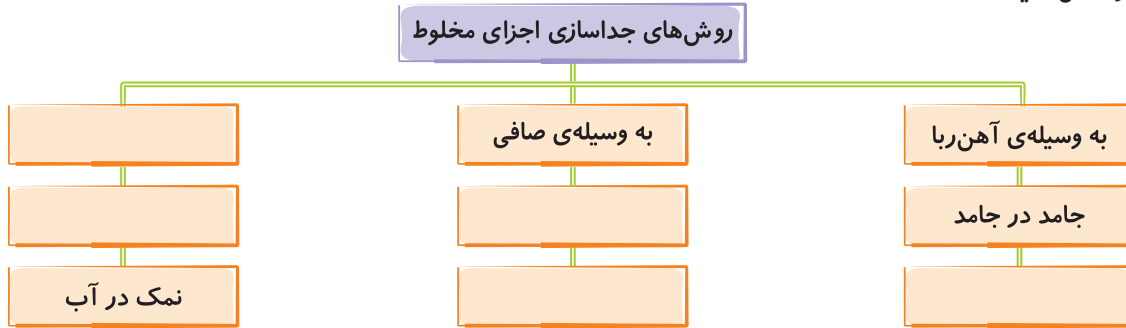 روش‌های جداسازی اجزای مخلوط
به وسیله‌ی آهن‌ربا
به وسیله‌ی صافی
جامد در جامد
نمک در آب